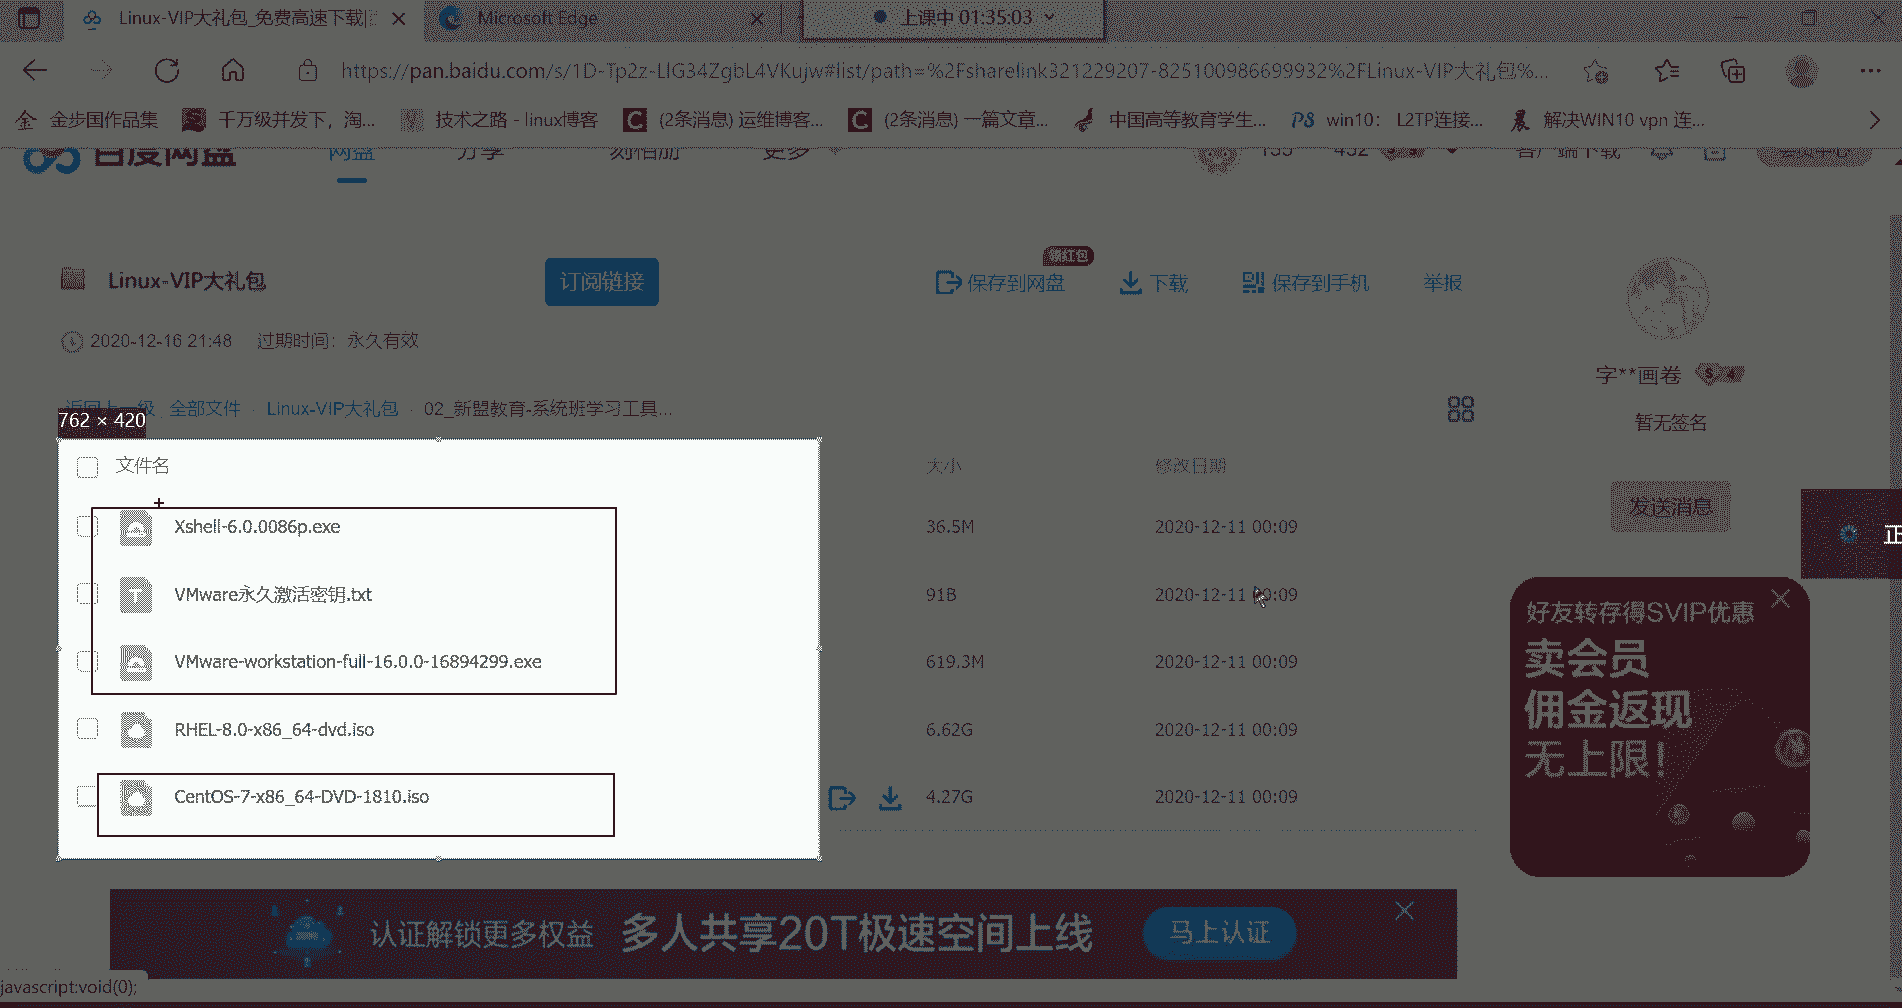 Linux-VIP大礼包_免费高速下载|
Microsoft Edge
上课中 01:35:03
https://pan.baidu.com/s/1D-Tp2z-LlG34ZgbL4VKujw#list/path=%2Fsharelink321229207-825100986699932%2FLinux-VIP大礼包%...
金步国作品集
千万级并发下，淘...
技术之路 - linux博客
(2条消息) 运维博客...
(2条消息) 一篇文章...
中国高等教育学生...
win10： L2TP连接...
解决WIN10 vpn 连...
百度网盘
网盘
分享
更多
客户端下载
会员中心
Linux-VIP大礼包
订阅链接
领红包
保存到网盘
下载
保存到手机
举报
2020-12-16 21:48
过期时间：永久有效
字**画卷
暂无签名
发送消息
返回上一级
全部文件
Linux-VIP大礼包
02_新盟教育-系统班学习工具...
762 × 420
文件名
大小
修改日期
Xshell-6.0.0086p.exe
36.5M
2020-12-11 00:09
VMware永久激活密钥.txt
91B
2020-12-11 00:09
VMware-workstation-full-16.0.0-16894299.exe
619.3M
2020-12-11 00:09
RHEL-8.0-x86_64-dvd.iso
6.62G
2020-12-11 00:09
CentOS-7-x86_64-DVD-1810.iso
4.27G
2020-12-11 00:09
正
好友转存得SVIP优惠
卖会员
佣金返现
无上限！
认证解锁更多权益
多人共享20T极速空间上线
马上认证
javascript:void(0);